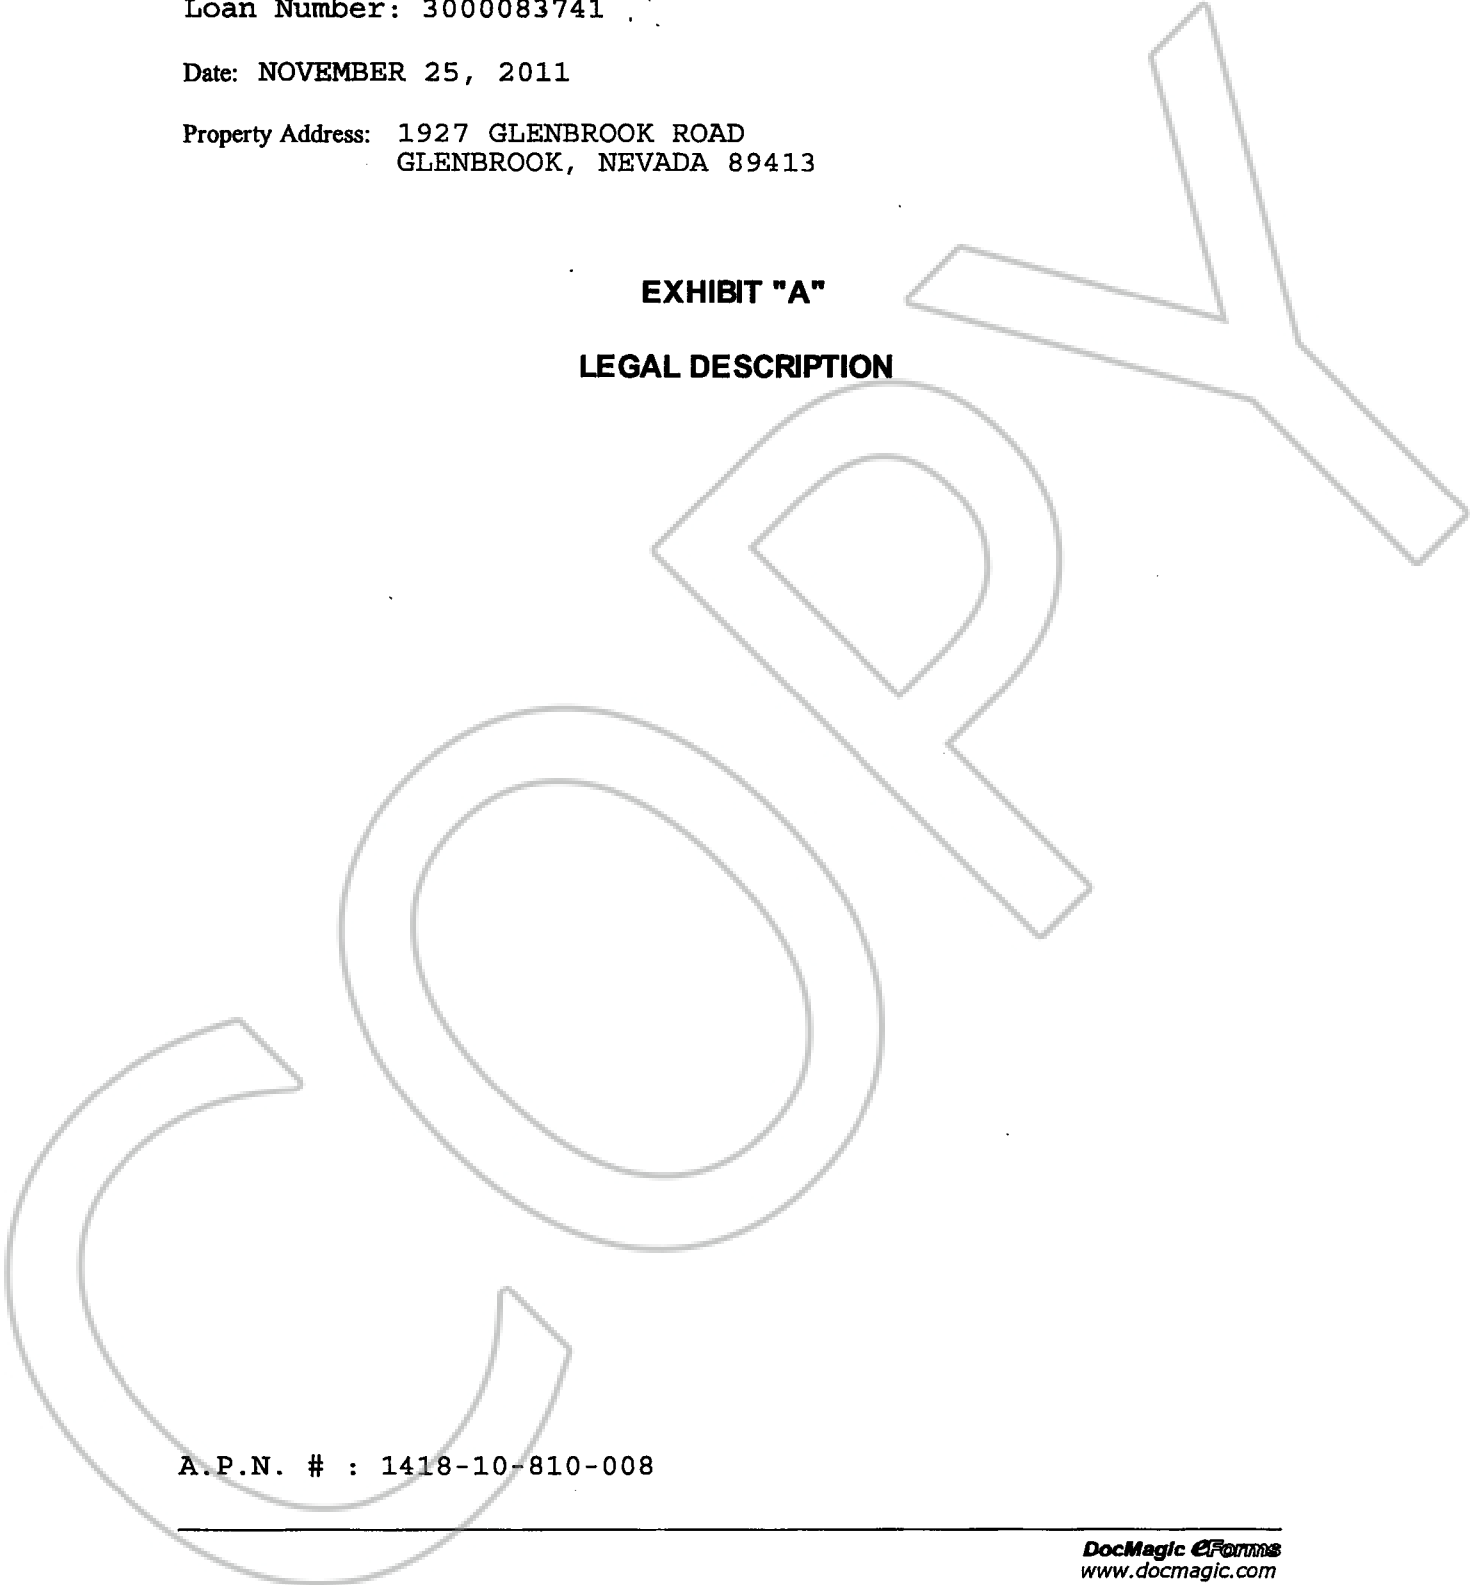 Loan Number: 3000083741
Date: NOVEMBER 25, 2011
Property Address: 1927 GLENBROOK ROAD
GLENBROOK, NEVADA 89413
EXHIBIT "A"
LEGAL DESCRIPTION
COPY
A.P.N. # : 1418-10-810-008
DocMagic eForms
www.docmagic.com